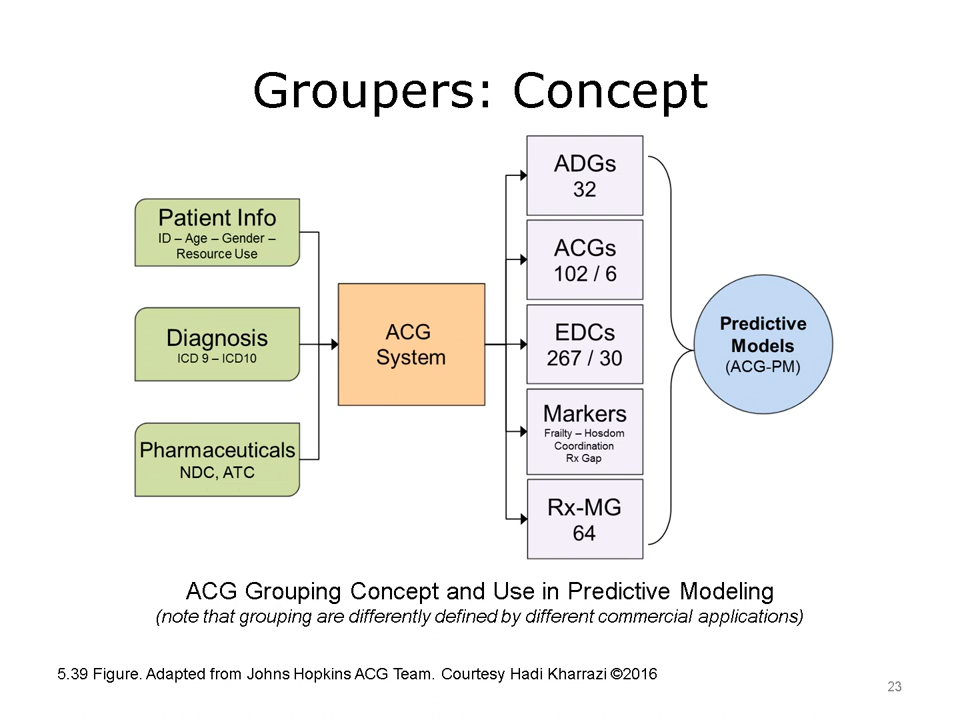 Groupers: Concept
Patient Info
ID – Age – Gender –
Resource Use
Diagnosis
ICD 9 – ICD10
Pharmaceuticals
NDC, ATC
ACG
System
ADGs
32
ACGs
102 / 6
EDCs
267 / 30
Markers
Frailty – Hosdom
Coordination
Rx Gap
Rx-MG
64
Predictive
Models
(ACG-PM)
ACG Grouping Concept and Use in Predictive Modeling
(note that grouping are differently defined by different commercial applications)
5.39 Figure. Adapted from Johns Hopkins ACG Team. Courtesy Hadi Kharrazi ©2016
23